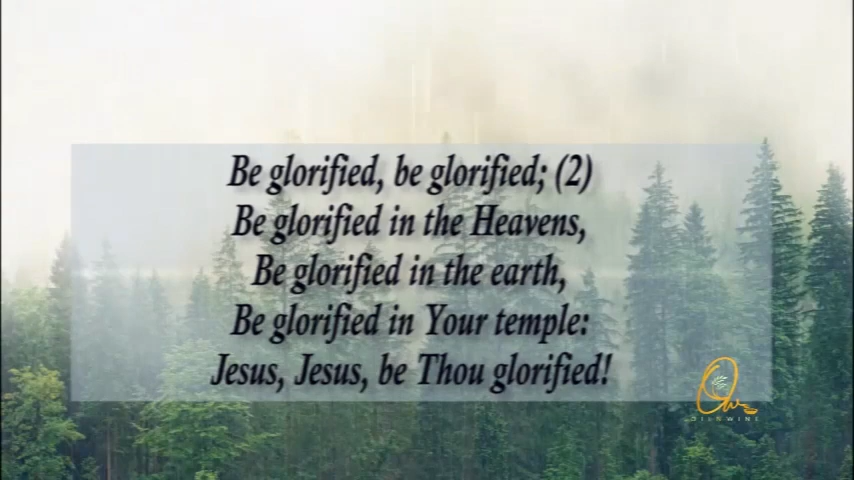 Be glorified, be glorified; (2)
Be glorified in the Heavens,
Be glorified in the earth,
Be glorified in Your temple:
Jesus, Jesus, be Thou glorified!
OILNWINE